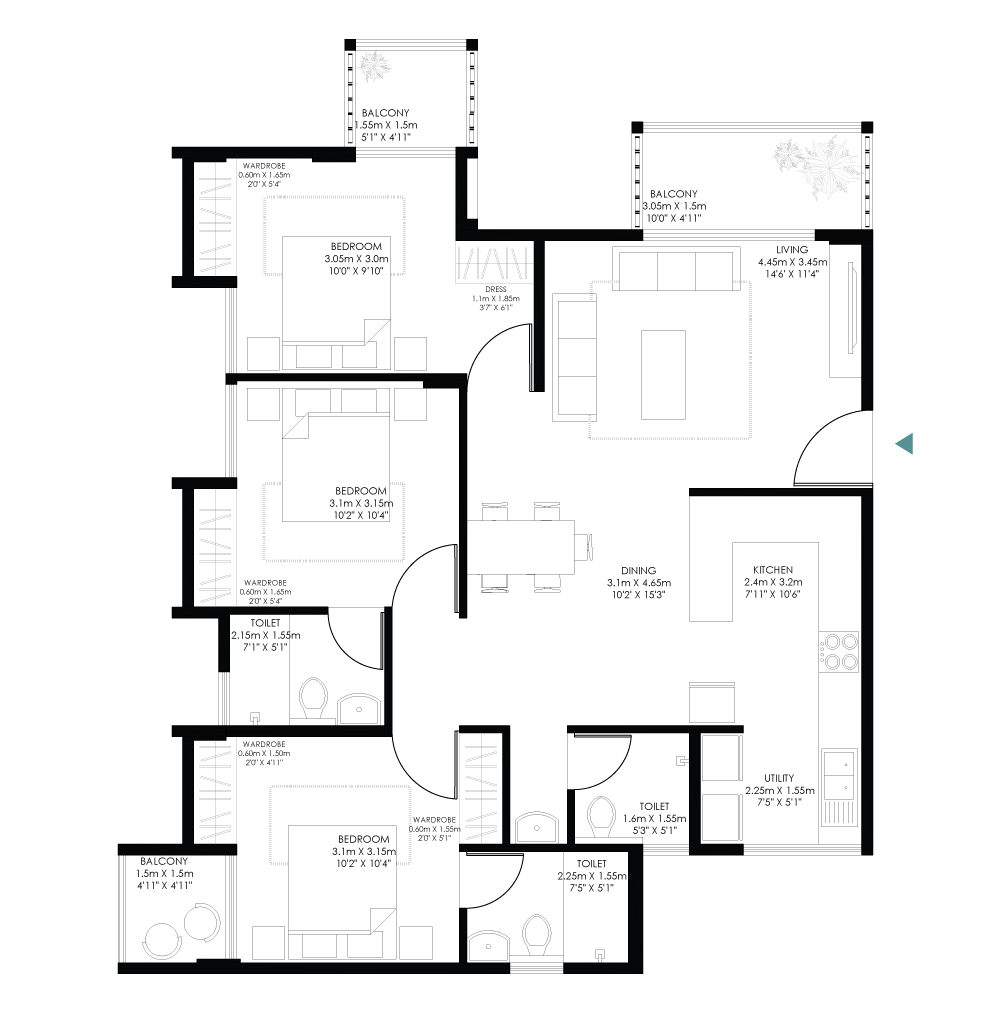 BALCONY
1.55m X 1.5m
5'1" X 4'11"
WARDROBE
0.60m X 1.65m
2'0" X 5'4"
BALCONY
3.05m X 1.5m
10'0" X 4'11"
BEDROOM
3.05m X 3.0m
10'0" X 9'10"
LIVING
4.45m X 3.45m
14'6' X 11'4"
DRESS
1.1m X 1.85m
3'7" X 6'1"
BEDROOM
3.1m X 3.15m
10'2" X 10'4"
DINING
3.1m X 4.65m
10'2' X 15'3"
KITCHEN
2.4m X 3.2m
7'11" X 10'6"
WARDROBE
0.60m X 1.65m
2'0" X 5'4"
TOILET
2.15m X 1.55m
7'1" X 5'1"
WARDROBE
0.60m X 1.50m
2'0" X 4'11"
UTILITY
2.25m X 1.55m
7'5" X 5'1"
TOILET
1.6m X 1.55m
5'3" X 5'1"
WARDROBE
0.60m X 1.55m
2'0" X 5'1"
BEDROOM
3.1m X 3.15m
10'2" X 10'4"
BALCONY
1.5m X 1.5m
4'11" X 4'11"
TOILET
2.25m X 1.55m
7'5" X 5'1"